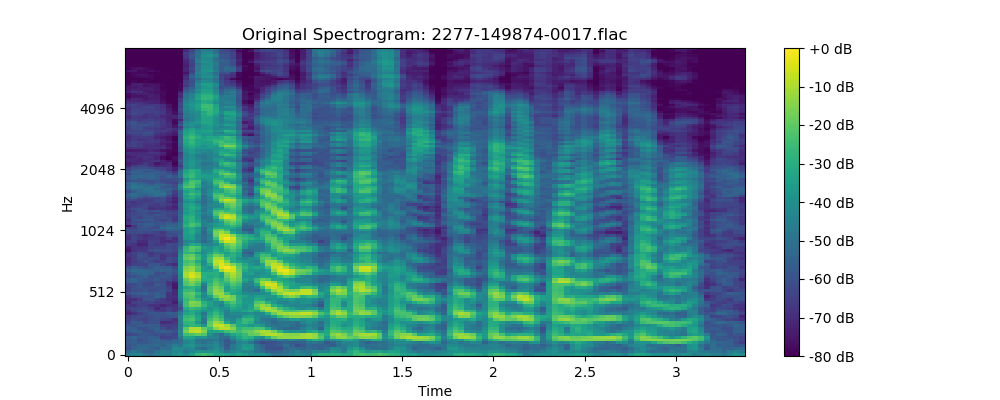 Original Spectrogram: 2277-149874-0017.flac
+0 dB
4096
-10 dB
-20 dB
2048
-30 dB
Hz
-40 dB
1024
-50 dB
512
-60 dB
-70 dB
0
-80 dB
0 0.5 1 1.5 2 2.5 3
Time